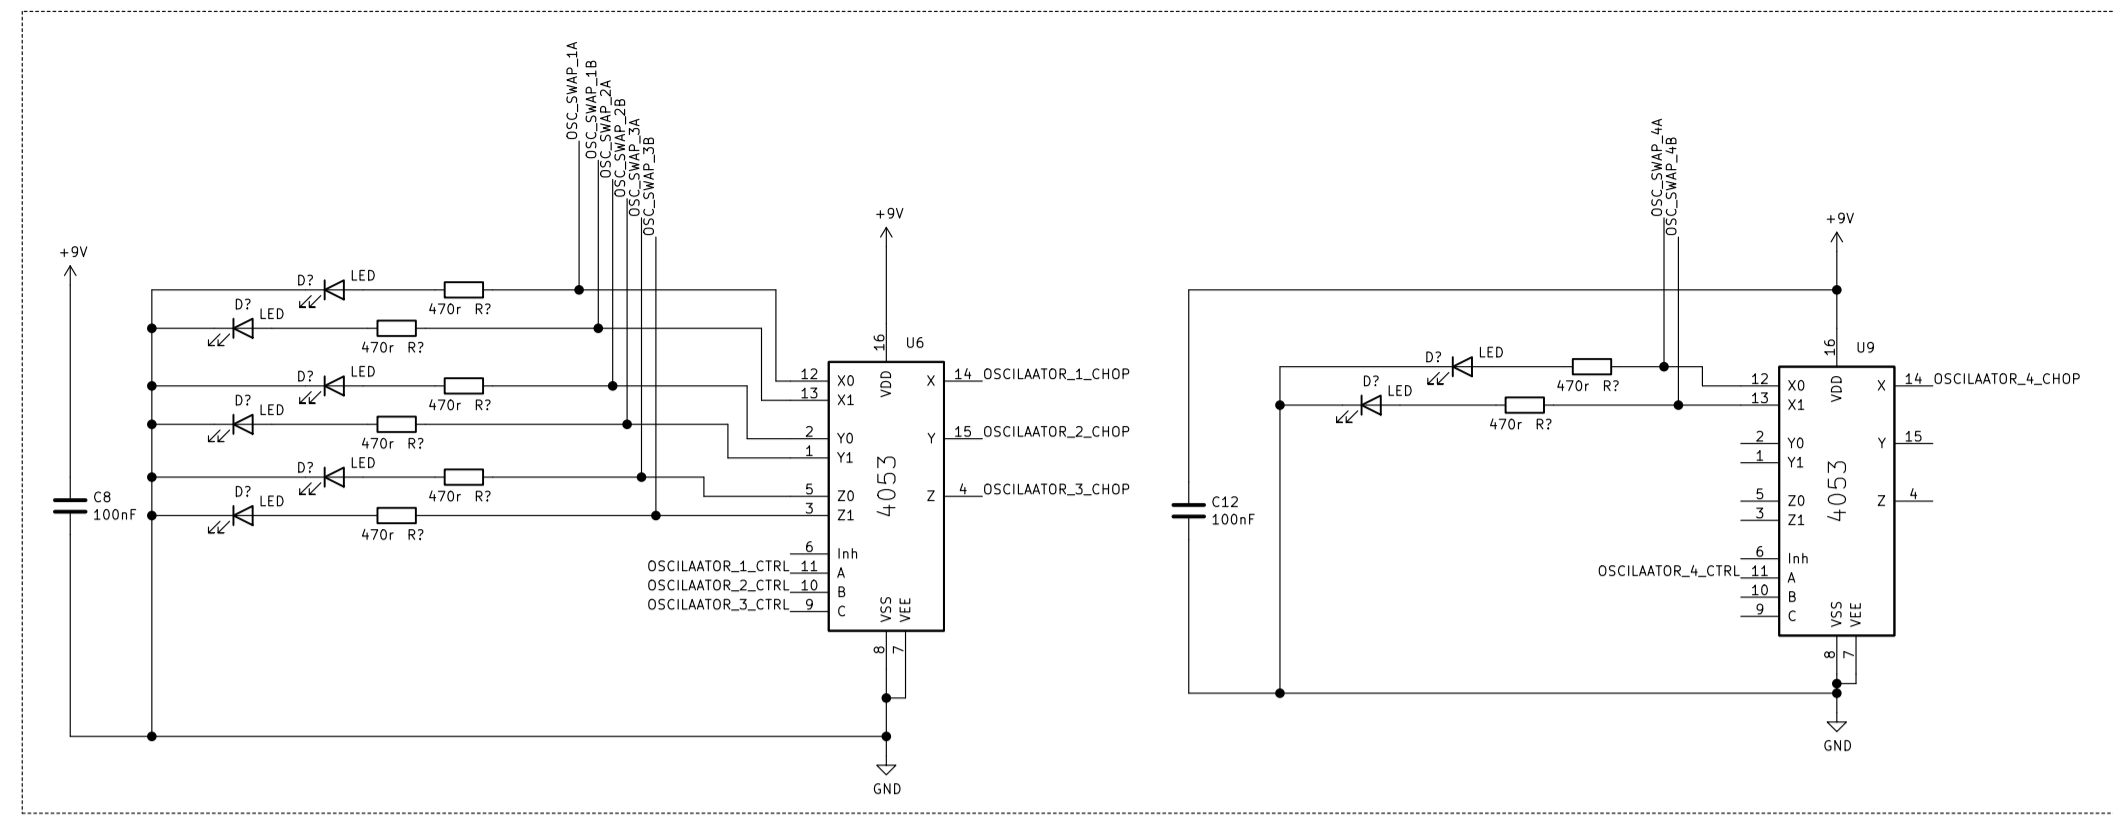 OSC_SWAP_1A
OSC_SWAP_1B
OSC_SWAP_2A
OSC_SWAP_2B
OSC_SWAP_3A
OSC_SWAP_3B
+9V
C8
100nF
D? LED
470r R?
D? LED
470r R?
D? LED
470r R?
D? LED
470r R?
D? LED
470r R?
D? LED
470r R?
+9V
16
U6
VDD
12 X0
13 X1
2 Y0
1 Y1
5 Z0
3 Z1
6 Inh
OSCILAATOR_1_CTRL 11 A
OSCILAATOR_2_CTRL 10 B
OSCILAATOR_3_CTRL 9 C
4053
X 14 OSCILAATOR_1_CHOP
Y 15 OSCILAATOR_2_CHOP
Z 4 OSCILAATOR_3_CHOP
VSS
VEE
8
7
GND
OSC_SWAP_4A
OSC_SWAP_4B
C12
100nF
D? LED
470r R?
D? LED
470r R?
+9V
16
U9
VDD
12 X0
13 X1
2 Y0
1 Y1
5 Z0
3 Z1
6 Inh
OSCILAATOR_4_CTRL 11 A
10 B
9 C
4053
X 14 OSCILAATOR_4_CHOP
Y 15
Z 4
VSS
VEE
8
7
GND